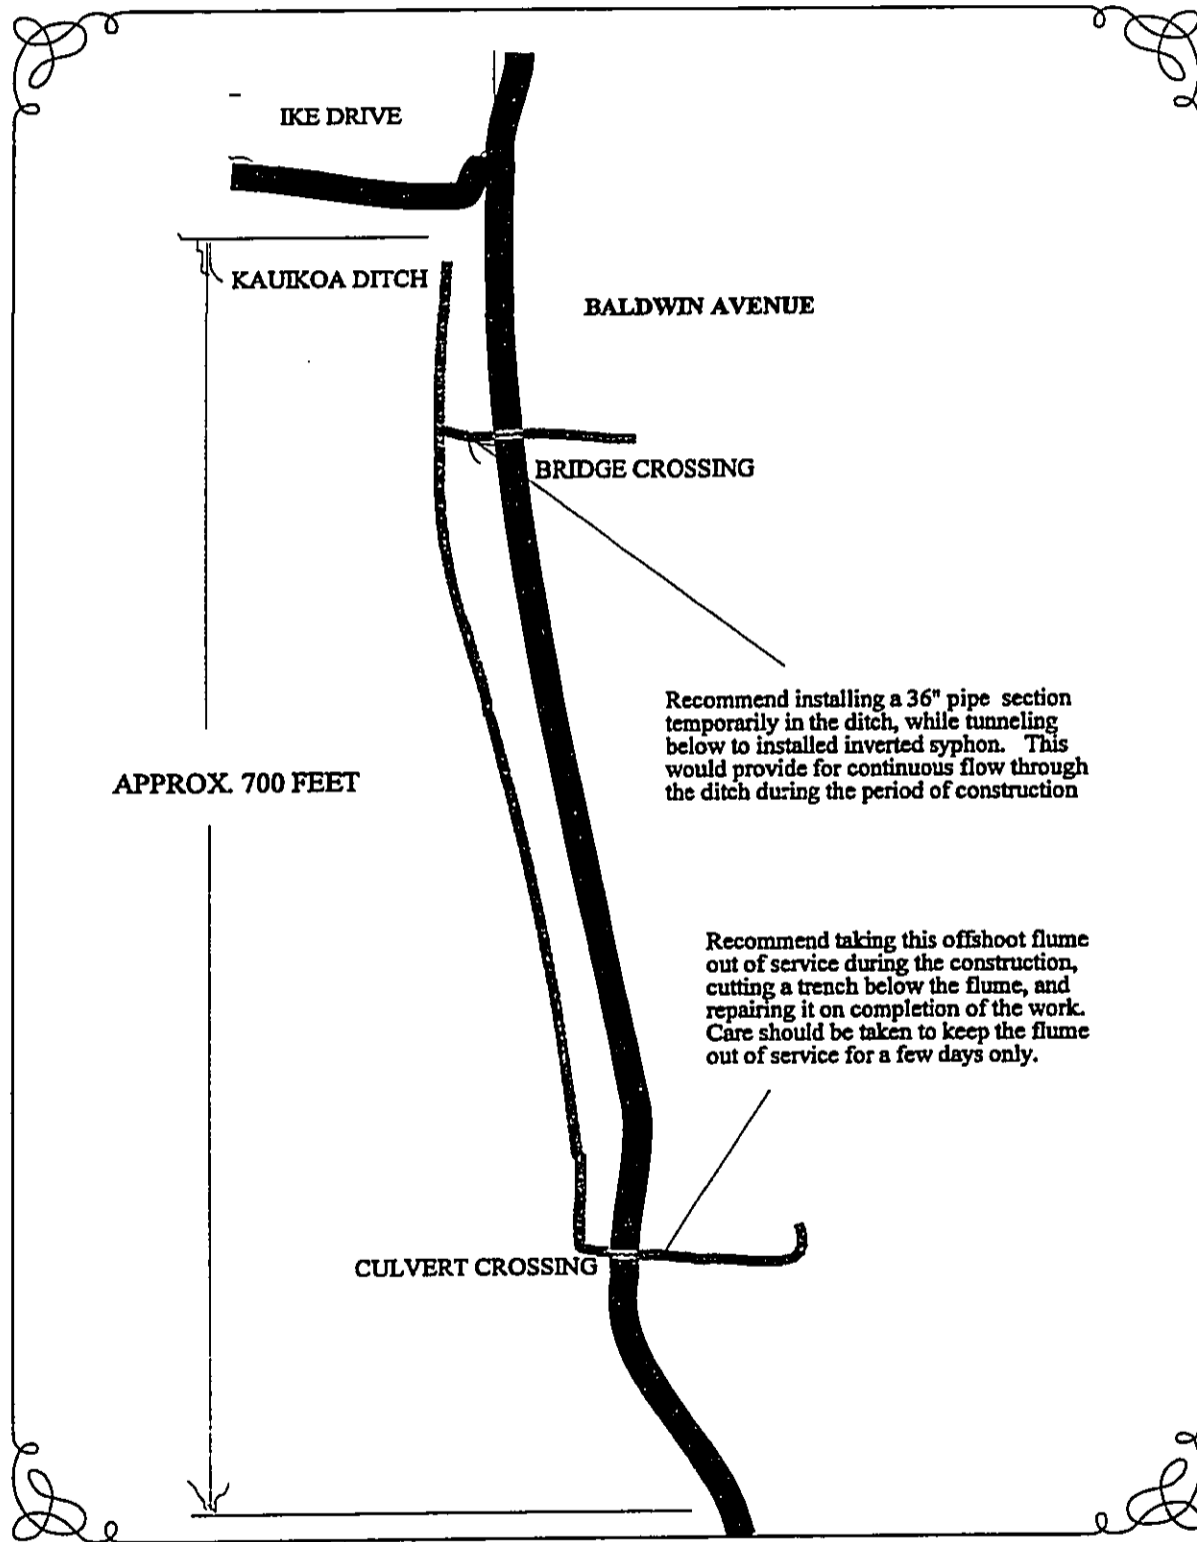 IKE DRIVE
KAUIKOA DITCH
BALDWIN AVENUE
BRIDGE CROSSING
Recommend installing a 36" pipe section
temporarily in the ditch, while tunneling
below to installed inverted syphon. This
would provide for continuous flow through
the ditch during the period of construction
APPROX. 700 FEET
Recommend taking this offshoot flume
out of service during the construction,
cutting a trench below the flume, and
repairing it on completion of the work.
Care should be taken to keep the flume
out of service for a few days only.
CULVERT CROSSING